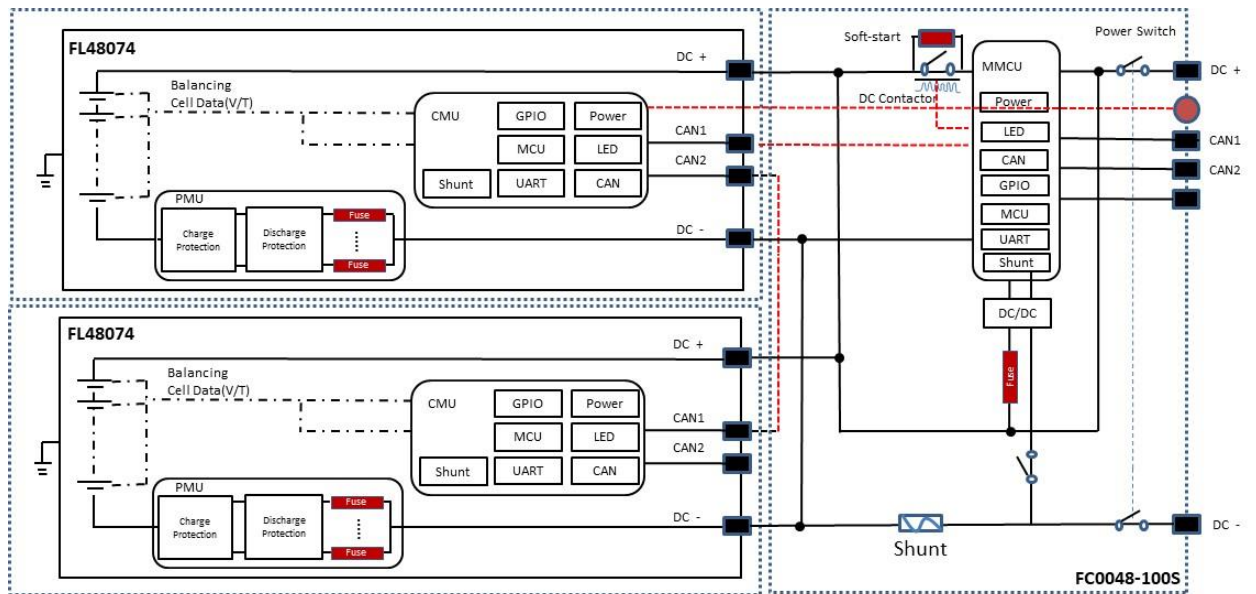 FL48074
DC +
Balancing
Cell Data(V/T)
CMU
GPIO
Power
MCU
LED
Shunt
UART
CAN
CAN1
CAN2
PMU
Charge
Protection
Discharge
Protection
Fuse
Fuse
DC -
FL48074
DC +
Balancing
Cell Data(V/T)
CMU
GPIO
Power
MCU
LED
Shunt
UART
CAN
CAN1
CAN2
PMU
Charge
Protection
Discharge
Protection
Fuse
Fuse
DC -
Soft-start
DC Contactor
MMCU
Power
LED
CAN
GPIO
MCU
UART
Shunt
DC/DC
Fuse
Power Switch
DC +
CAN1
CAN2
Shunt
DC -
FC0048-100S